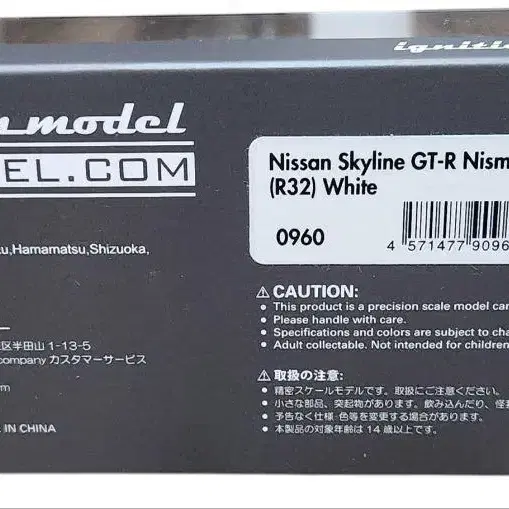 ignitio
n model
EL.COM
Nissan Skyline GT-R Nism
(R32) White
0960
4 571477 9096
u,Hamamatsu,Shizuoka,
区半田山 1-13-5
company カスタマーサービス
m
IN CHINA
⚠ CAUTION:
● This product is a precision scale model car
● Please handle with care.
● Specifications and colors are subject to cha
● Adult collectable. Not intended for children
⚠ 取扱の注意:
● 精密スケールモデルです。取扱にご注意ください。
● 小さな部品、突起物があります。飲み込んだり、怪
● 予告なく仕様・色等を変更する場合があります。
● 本製品の対象年齢は 14 歳以上です。